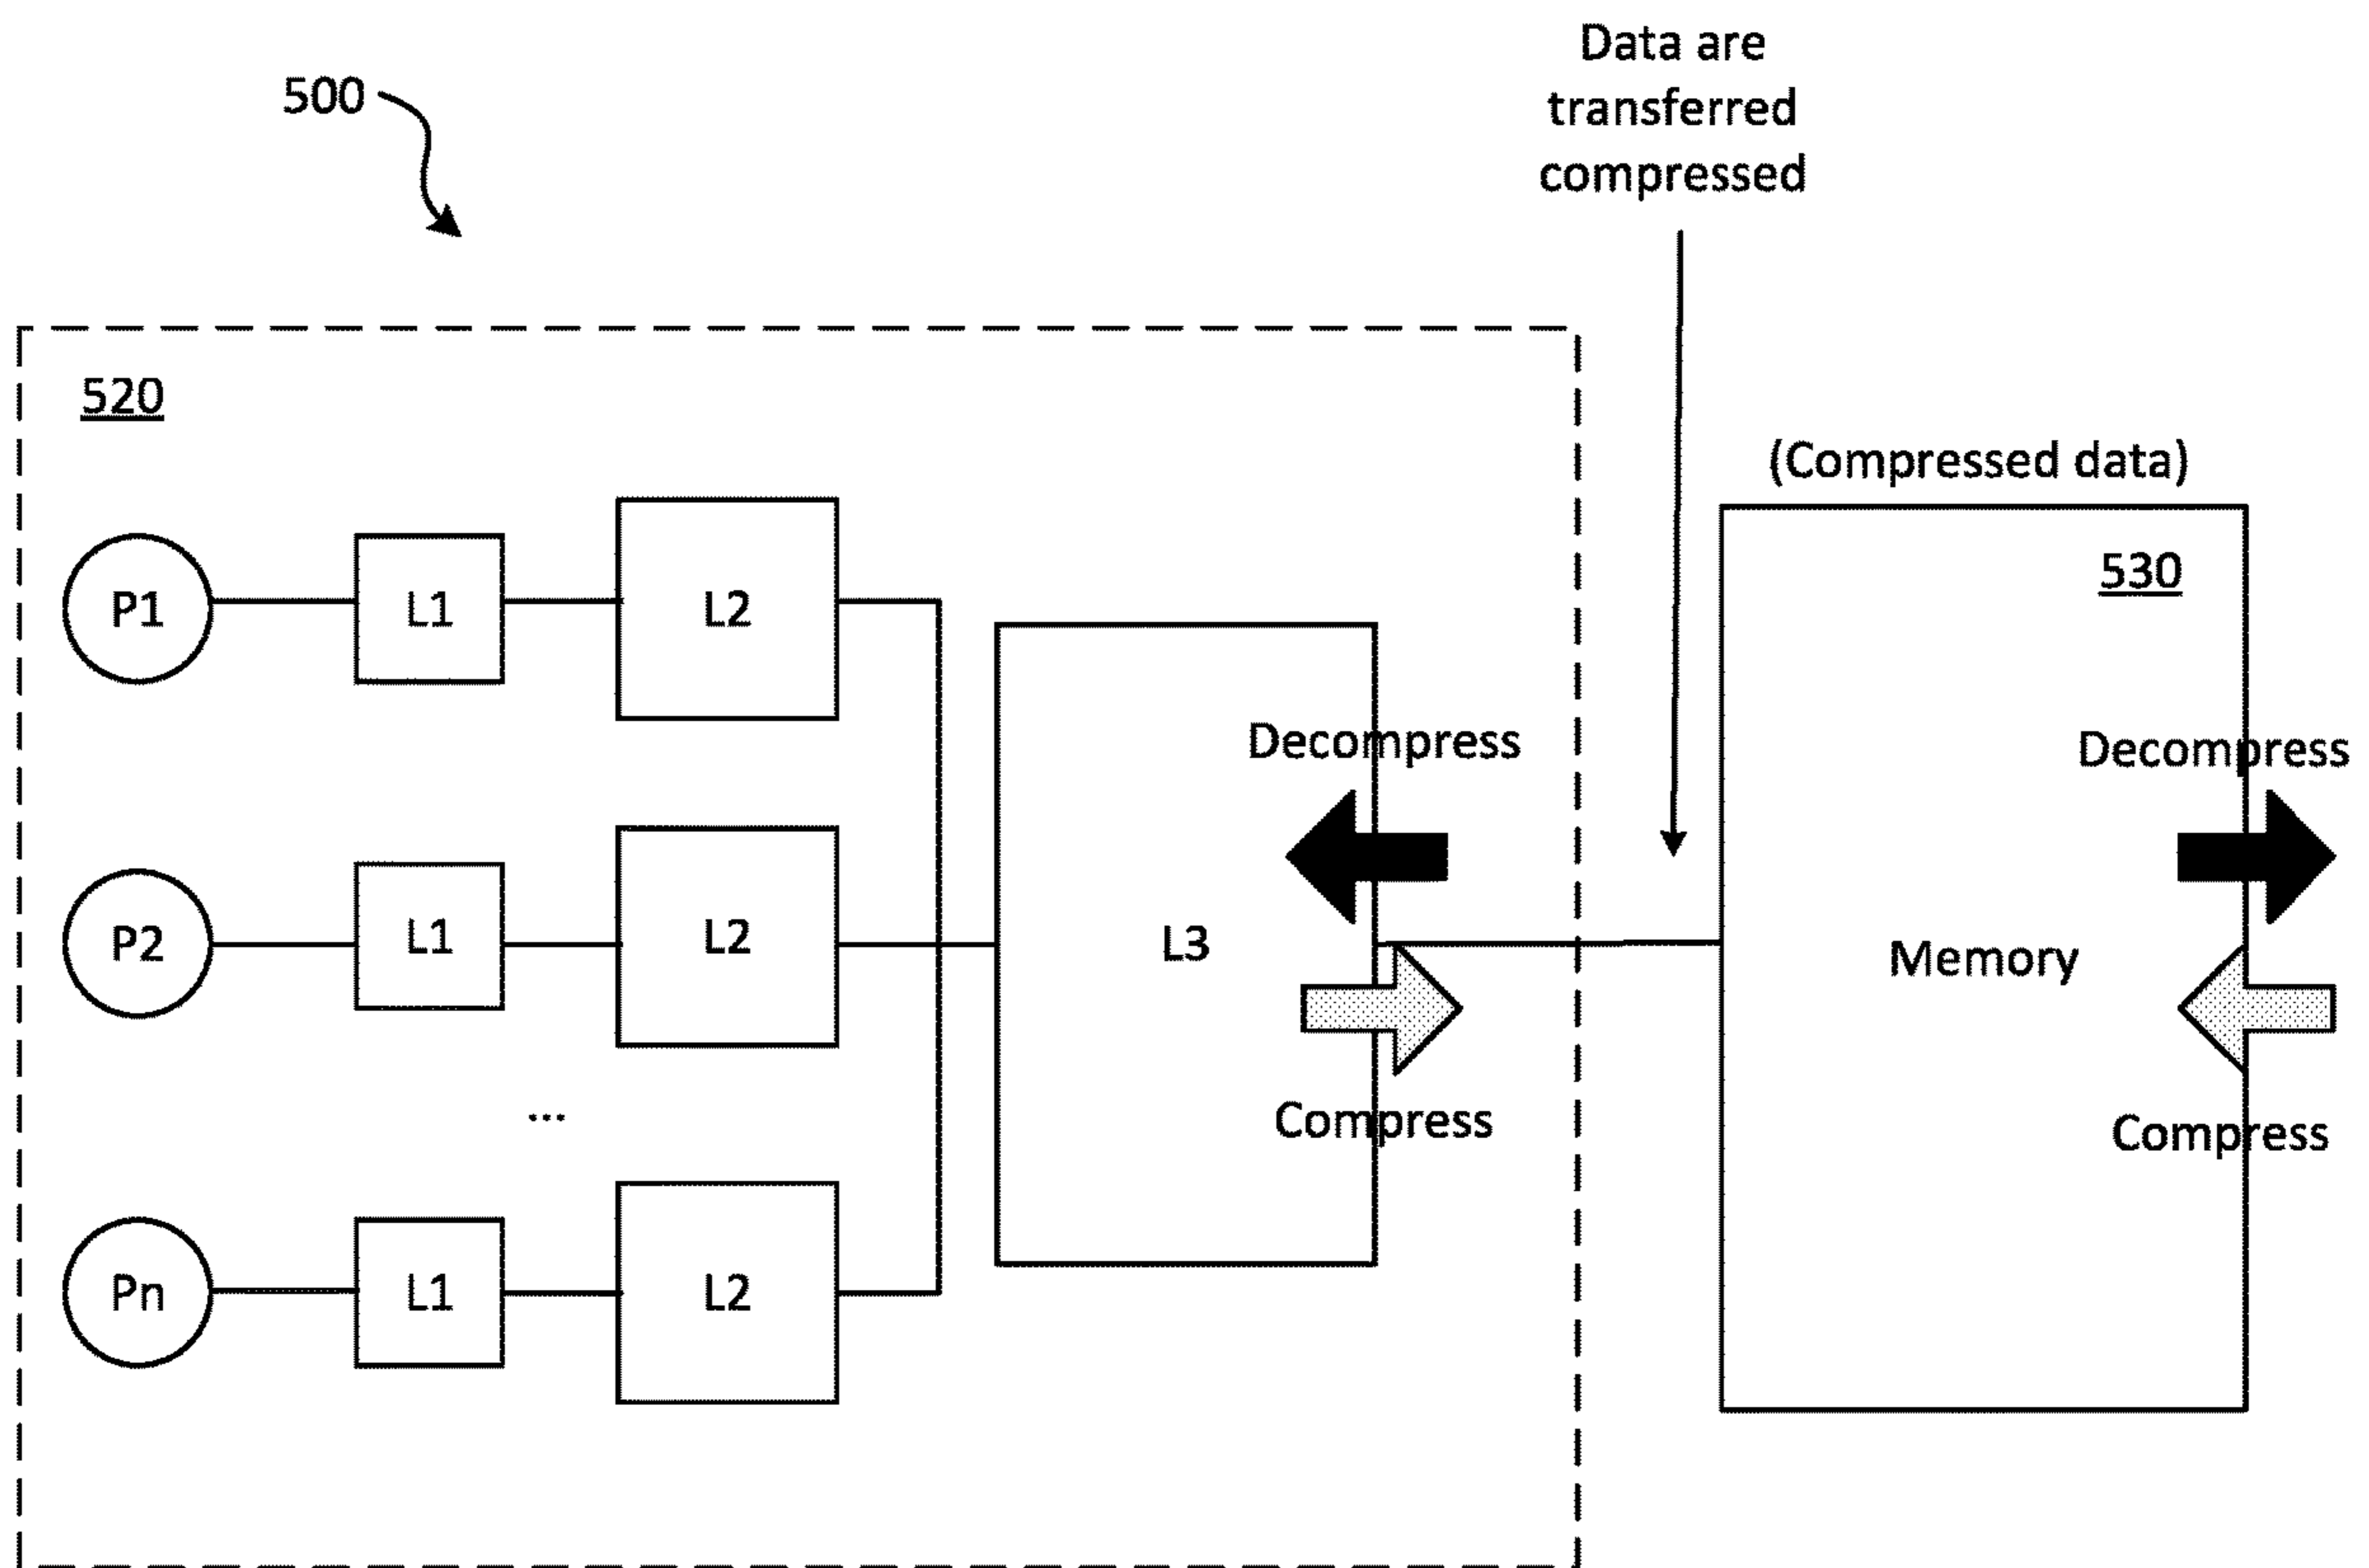 500
Data are
transferred
compressed
520
(Compressed data)
530
P1
L1
L2
Decompress
Decompress
P2
L1
L2
L3
Memory
...
Compress
Compress
Pn
L1
L2